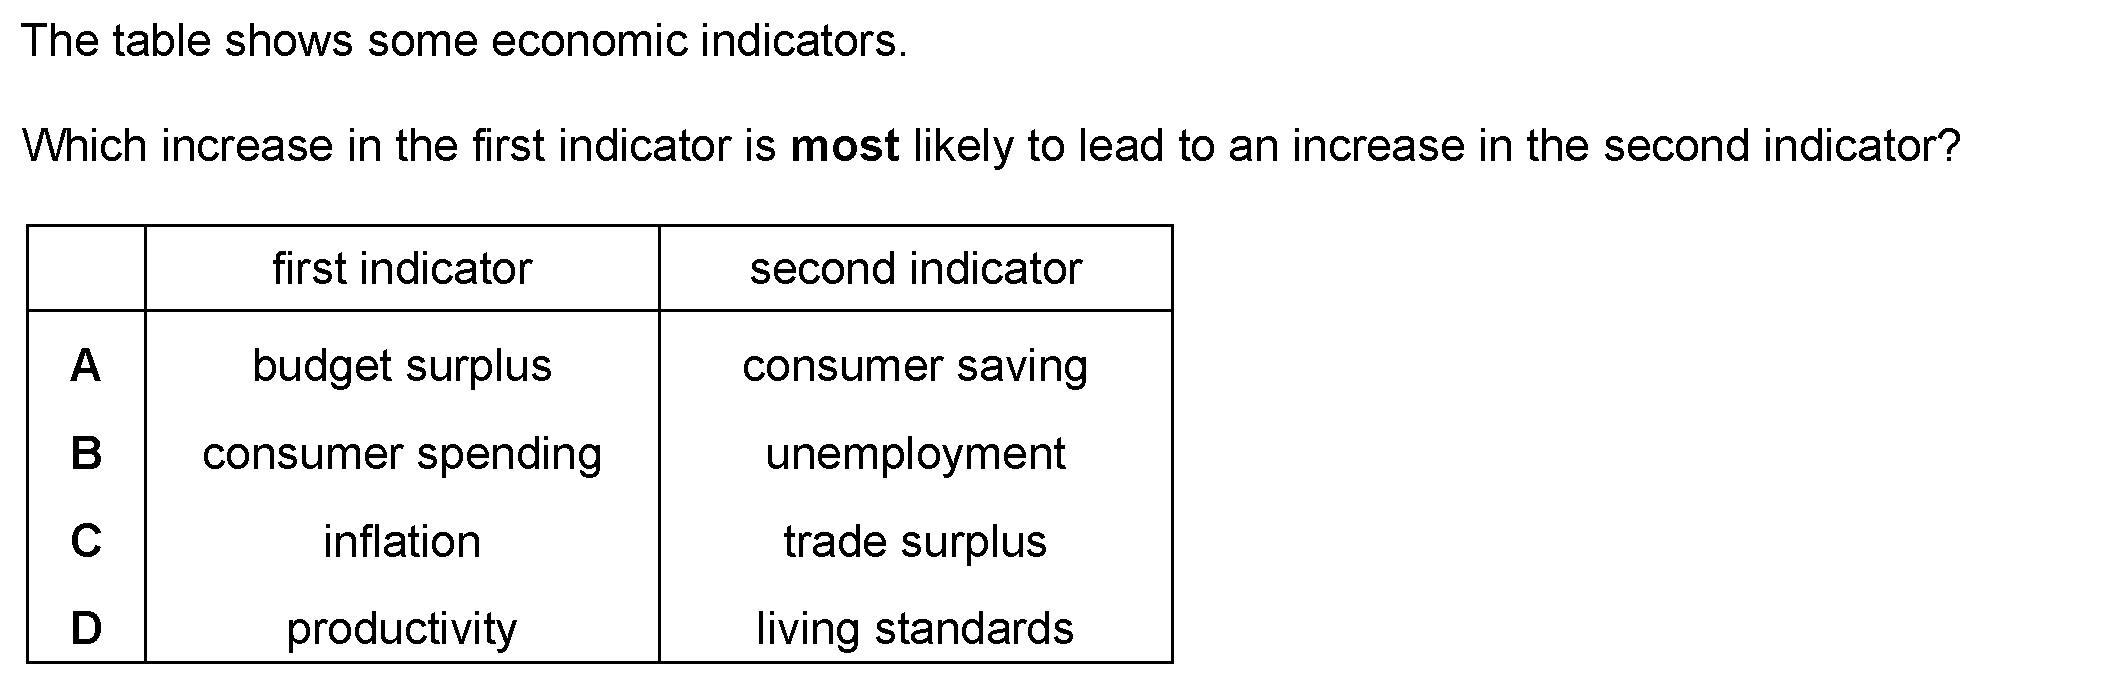 The table shows some economic indicators.
Which increase in the first indicator is most likely to lead to an increase in the second indicator?
first indicator second indicator
A budget surplus consumer saving
B consumer spending unemployment
C inflation trade surplus
D productivity living standards